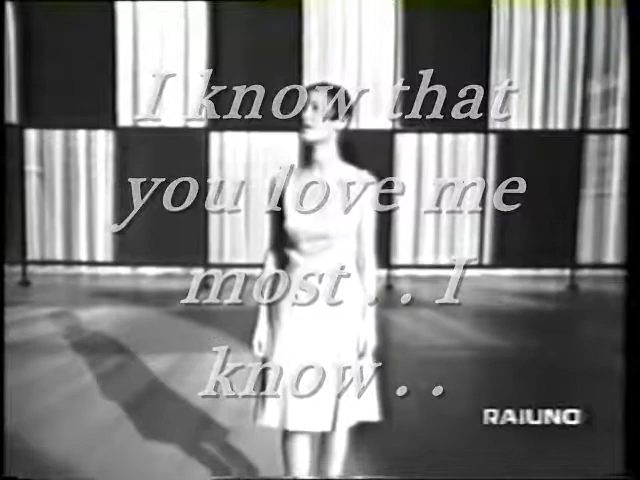 I know that
you love me
most . . I
know . .
RAIUNO